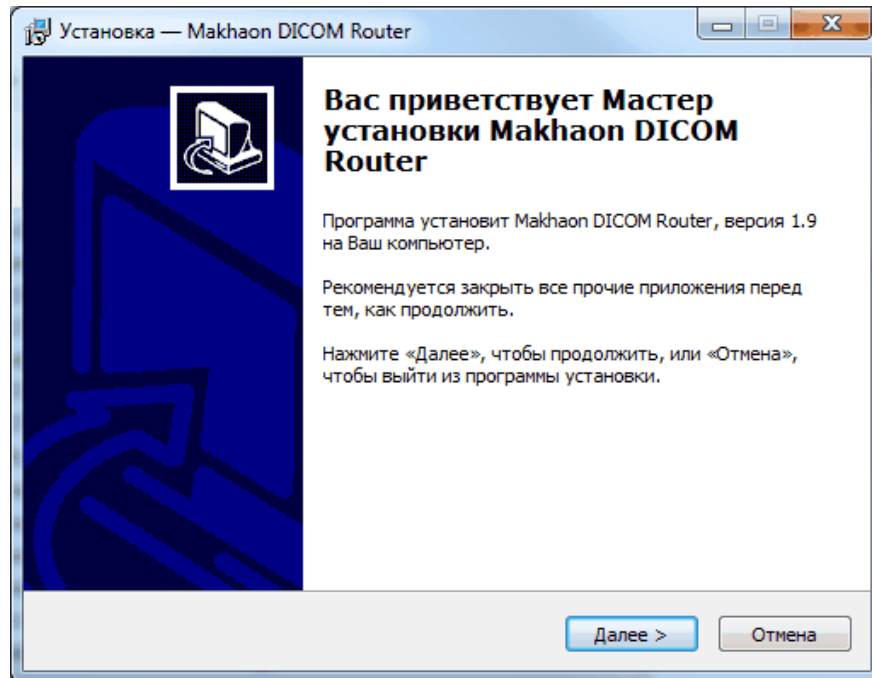 Установка — Makhaon DICOM Router
Вас приветствует Мастер
установки Makhaon DICOM
Router
Программа установит Makhaon DICOM Router, версия 1.9
на Ваш компьютер.
Рекомендуется закрыть все прочие приложения перед
тем, как продолжить.
Нажмите «Далее», чтобы продолжить, или «Отмена»,
чтобы выйти из программы установки.
Далее >
Отмена